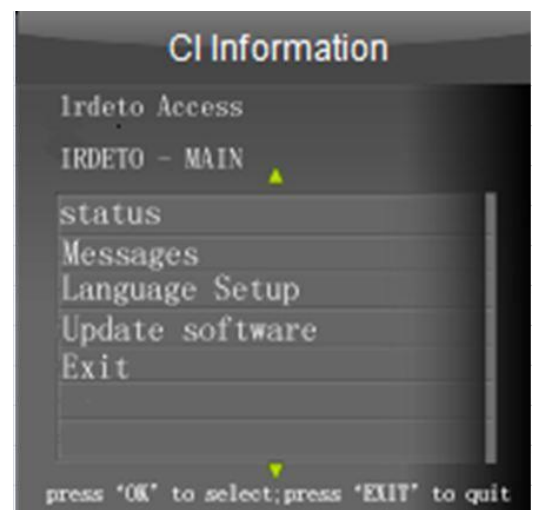 CI Information
Irdeto Access
IRDETO - MAIN
status
Messages
Language Setup
Update software
Exit
press "OK" to select;press "EXIT" to quit